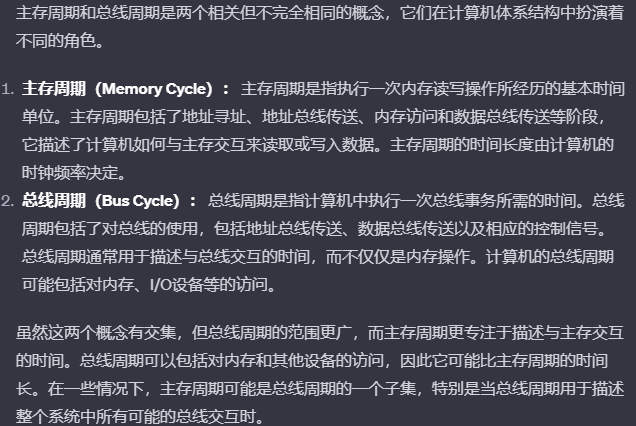 主存周期和总线周期是两个相关但不完全相同的概念，它们在计算机体系结构中扮演着
不同的角色。
1. 主存周期（Memory Cycle）： 主存周期是指执行一次内存读写操作所经历的基本时间
单位。主存周期包括了地址寻址、地址总线传送、内存访问和数据总线传送等阶段，
它描述了计算机如何与主存交互来读取或写入数据。主存周期的时间长度由计算机的
时钟频率决定。
2. 总线周期（Bus Cycle）： 总线周期是指计算机中执行一次总线事务所需的时间。总线
周期包括了对总线的使用，包括地址总线传送、数据总线传送以及相应的控制信号。
总线周期通常用于描述与总线交互的时间，而不仅仅是内存操作。计算机的总线周期
可能包括对内存、I/O设备等的访问。
虽然这两个概念有交集，但总线周期的范围更广，而主存周期更专注于描述与主存交互
的时间。总线周期可以包括对内存和其他设备的访问，因此它可能比主存周期的时间
长。在一些情况下，主存周期可能是总线周期的一个子集，特别是当总线周期用于描述
整个系统中所有可能的总线交互时。